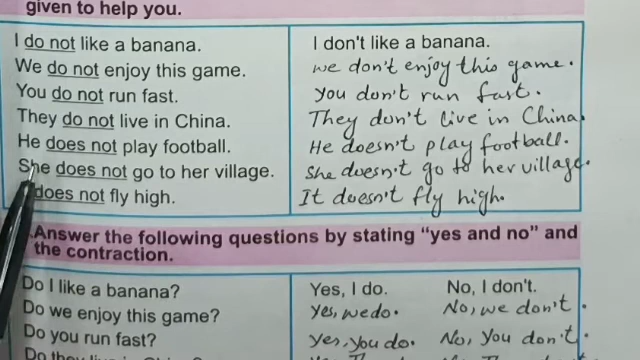 given to help you.
I do not like a banana. I don't like a banana.
We do not enjoy this game. we don't enjoy this game.
You do not run fast. you don't run fast.
They do not live in China. They don't live in China.
He does not play football. He doesn't play football.
She does not go to her village. she doesn't go to her village.
does not fly high. It doesn't fly high.
Answer the following questions by stating “yes and no” and
the contraction.
Do I like a banana? Yes, I do. No, I don't.
Do we enjoy this game? yes, we do. No, we don't.
Do you run fast? yes, you do. No, you don't.